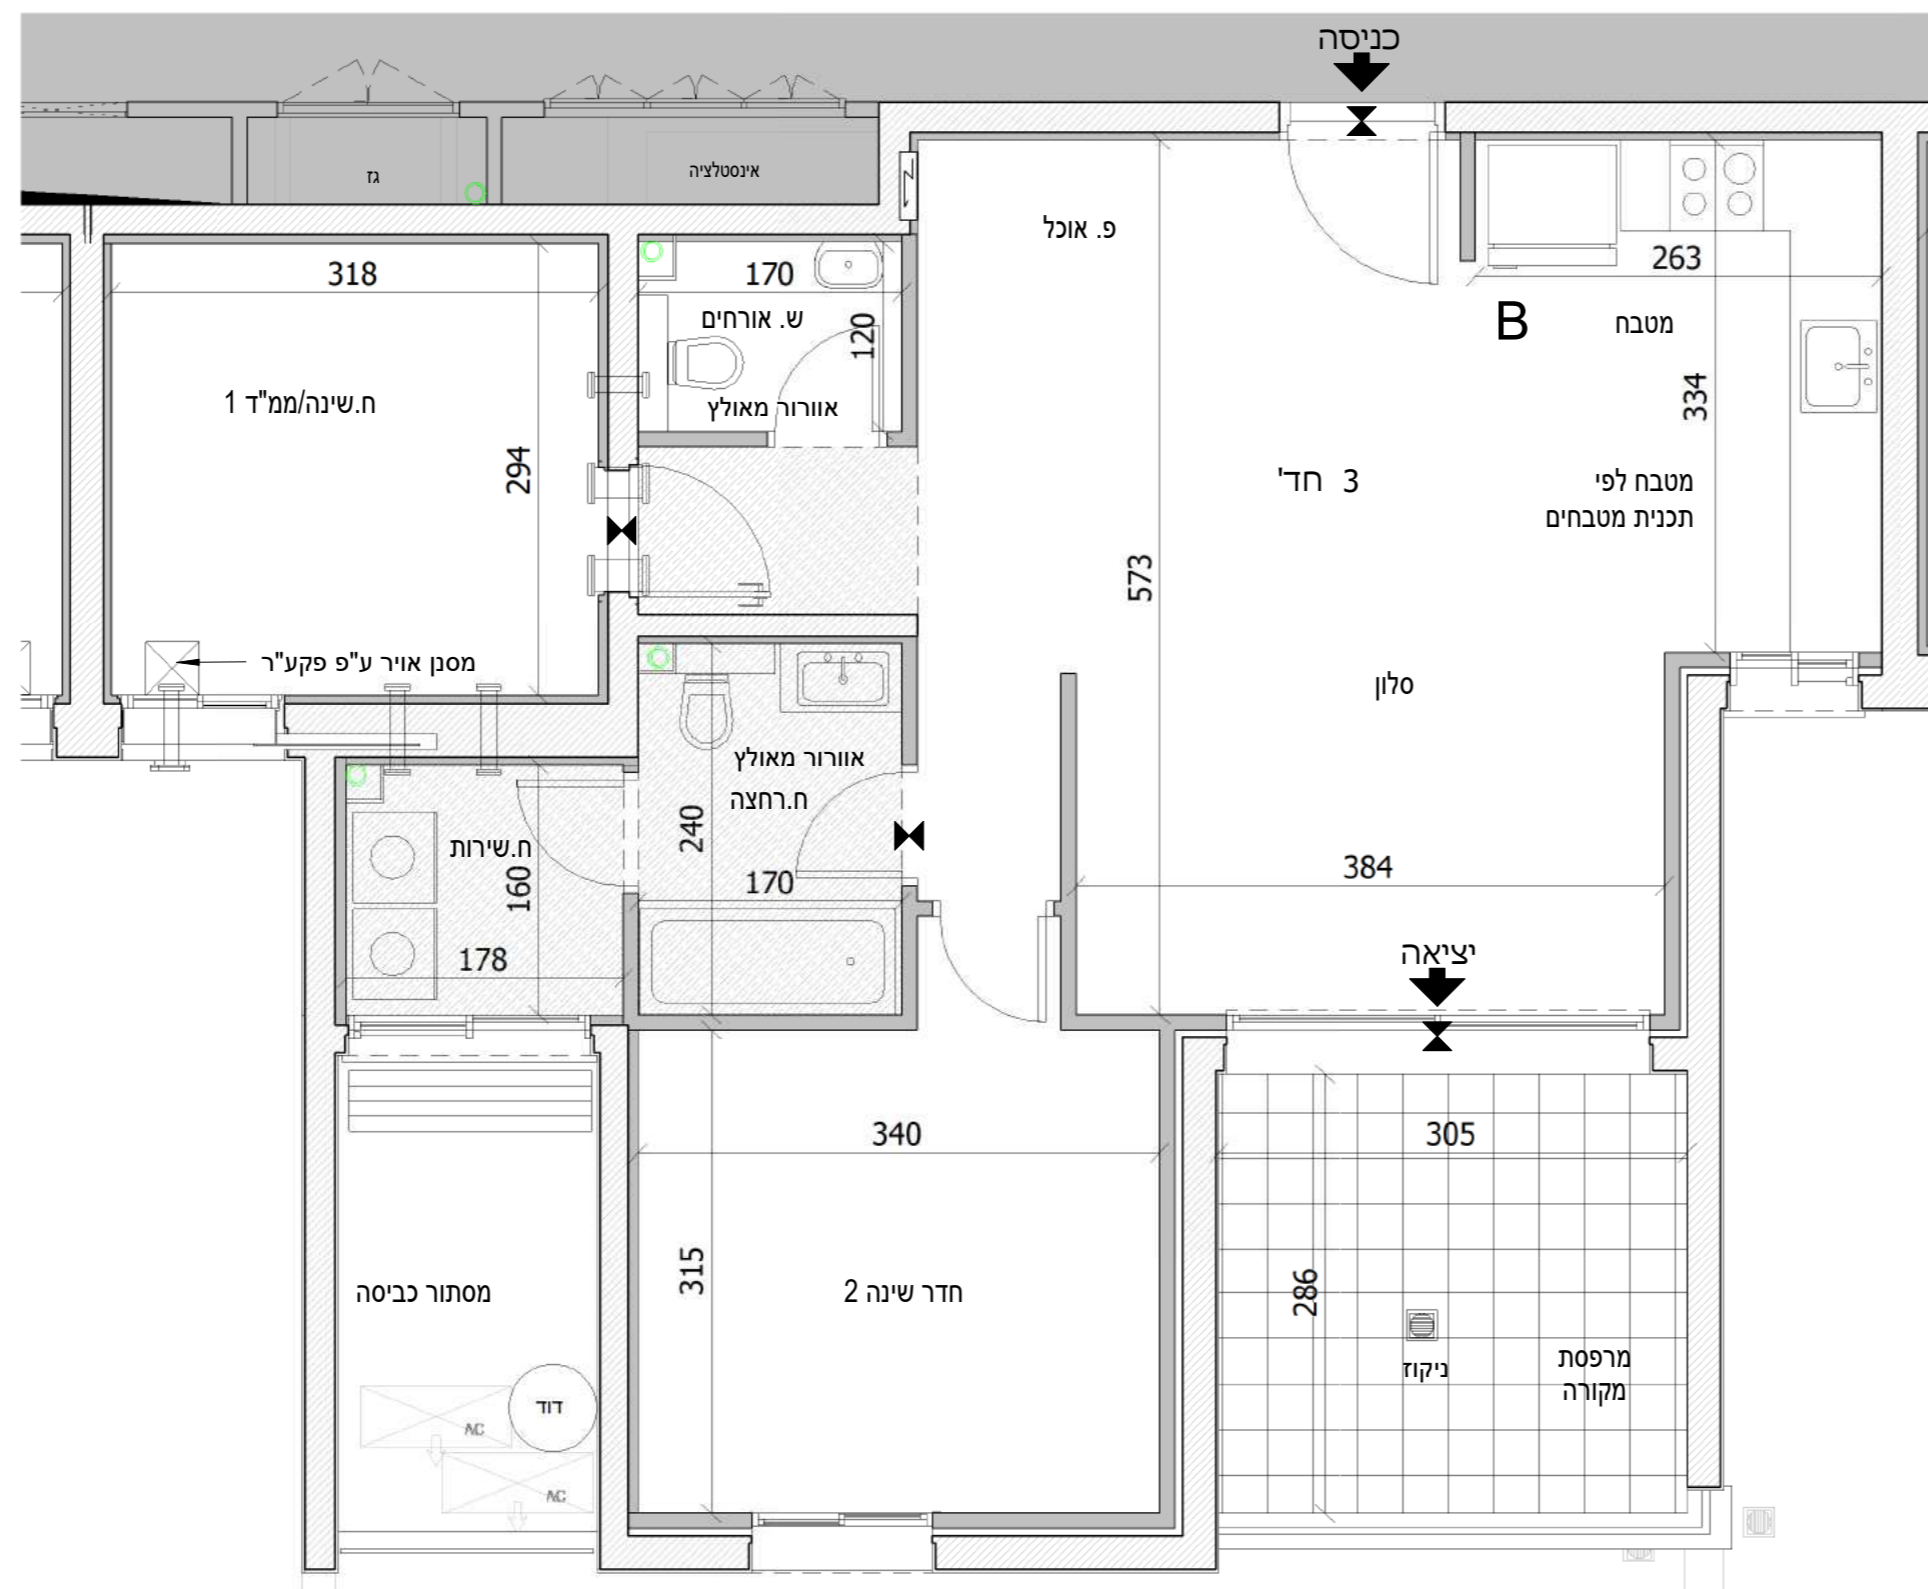 כניסה
גז
אינסטלציה
פ. אוכל
318
170
263
ש. אורחים
120
B
מטבח
ח.שינה/ממ"ד 1
אוורור מאולץ
334
294
3 חד'
מטבח לפי
תכנית מטבחים
573
מסנן אויר ע"פ פקע"ר
סלון
אוורור מאולץ
ח.רחצה
240
ח.שירות
160
170
384
178
יציאה
340
305
315
חדר שינה 2
286
מסתור כביסה
ניקוז
מרפסת
מקורה
דוד
AC
AC